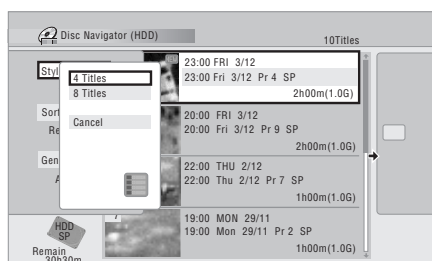 Disc Navigator (HDD)
10Titles
Styl
4 Titles
8 Titles
Cancel
Sort
Re
Gen
A
23:00 FRI 3/12
23:00 Fri 3/12 Pr 4 SP
2h00m(1.0G)
20:00 FRI 3/12
20:00 Fri 3/12 Pr 9 SP
2h00m(1.0G)
22:00 THU 2/12
22:00 Thu 2/12 Pr 7 SP
1h00m(1.0G)
7
19:00 MON 29/11
19:00 Mon 29/11 Pr 2 SP
1h00m(1.0G)
HDD
SP
Remain
30h30m